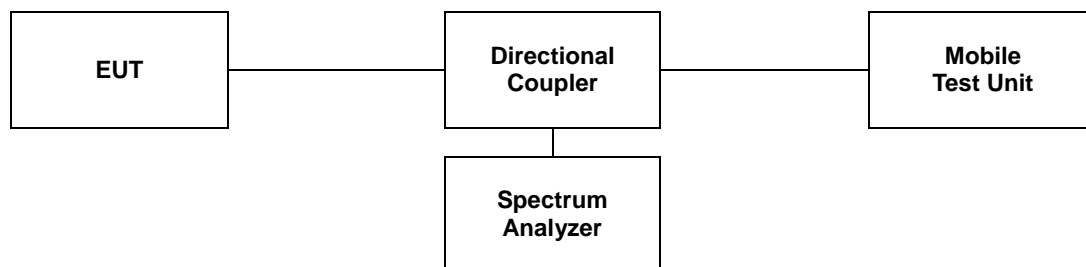 EUT
Directional
Coupler
Mobile
Test Unit
Spectrum
Analyzer